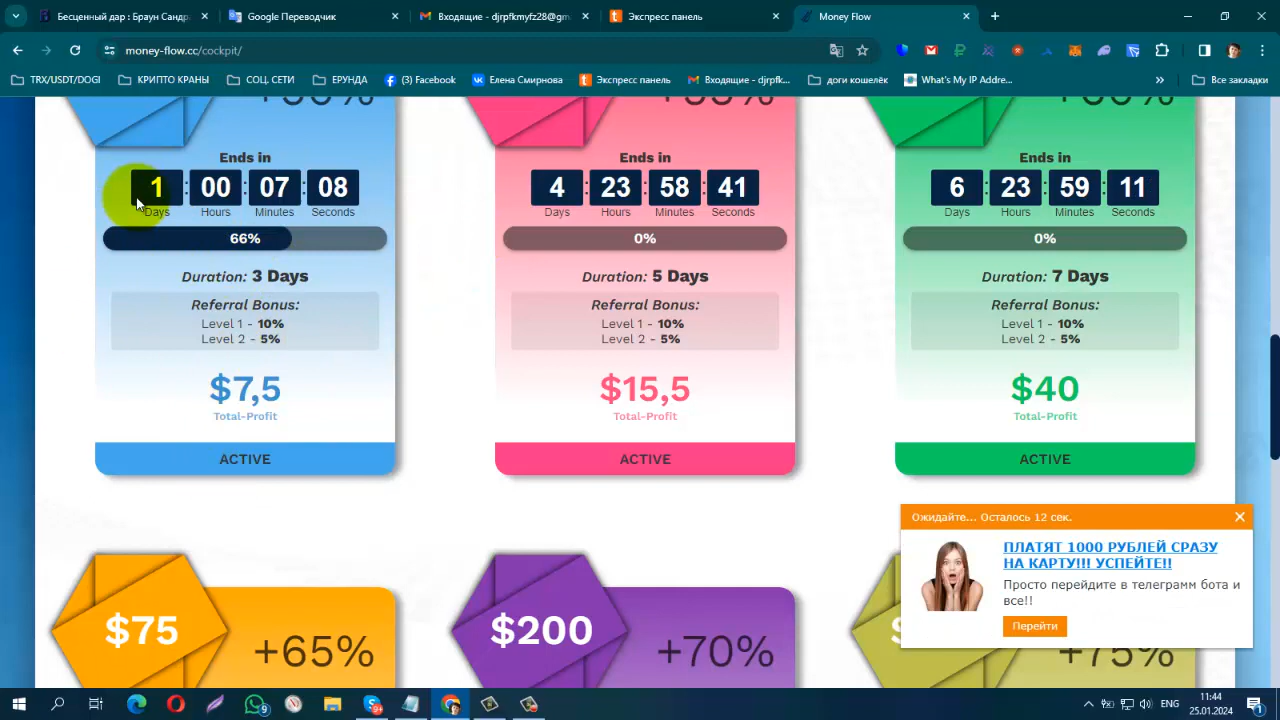 Бесценный дар : Браун Сандр
Google Переводчик
Входящие - djrpfkmyfz28@gm
Экспресс панель
Money Flow
money-flow.cc/cockpit/
TRX/USDT/DOGI
КРИПТО КРАНЫ
СОЦ. СЕТИ
ЕРУНДА
(3) Facebook
Елена Смирнова
Экспресс панель
Входящие - djrpfk...
доги кошелёк
What's My IP Addre...
»
Все закладки
Ends in
1 : 00 : 07 : 08
Days Hours Minutes Seconds
66%
Duration: 3 Days
Referral Bonus:
Level 1 - 10%
Level 2 - 5%
$7,5
Total-Profit
ACTIVE
Ends in
4 : 23 : 58 : 41
Days Hours Minutes Seconds
0%
Duration: 5 Days
Referral Bonus:
Level 1 - 10%
Level 2 - 5%
$15,5
Total-Profit
ACTIVE
Ends in
6 : 23 : 59 : 11
Days Hours Minutes Seconds
0%
Duration: 7 Days
Referral Bonus:
Level 1 - 10%
Level 2 - 5%
$40
Total-Profit
ACTIVE
$75
+65%
$200
+70%
+75%
Ожидайте... Осталось 12 сек.
ПЛАТЯТ 1000 РУБЛЕЙ СРАЗУ
НА КАРТУ!!! УСПЕЙТЕ!!
Просто перейдите в телеграмм бота и
все!!
Перейти
ENG
11:44
25.01.2024